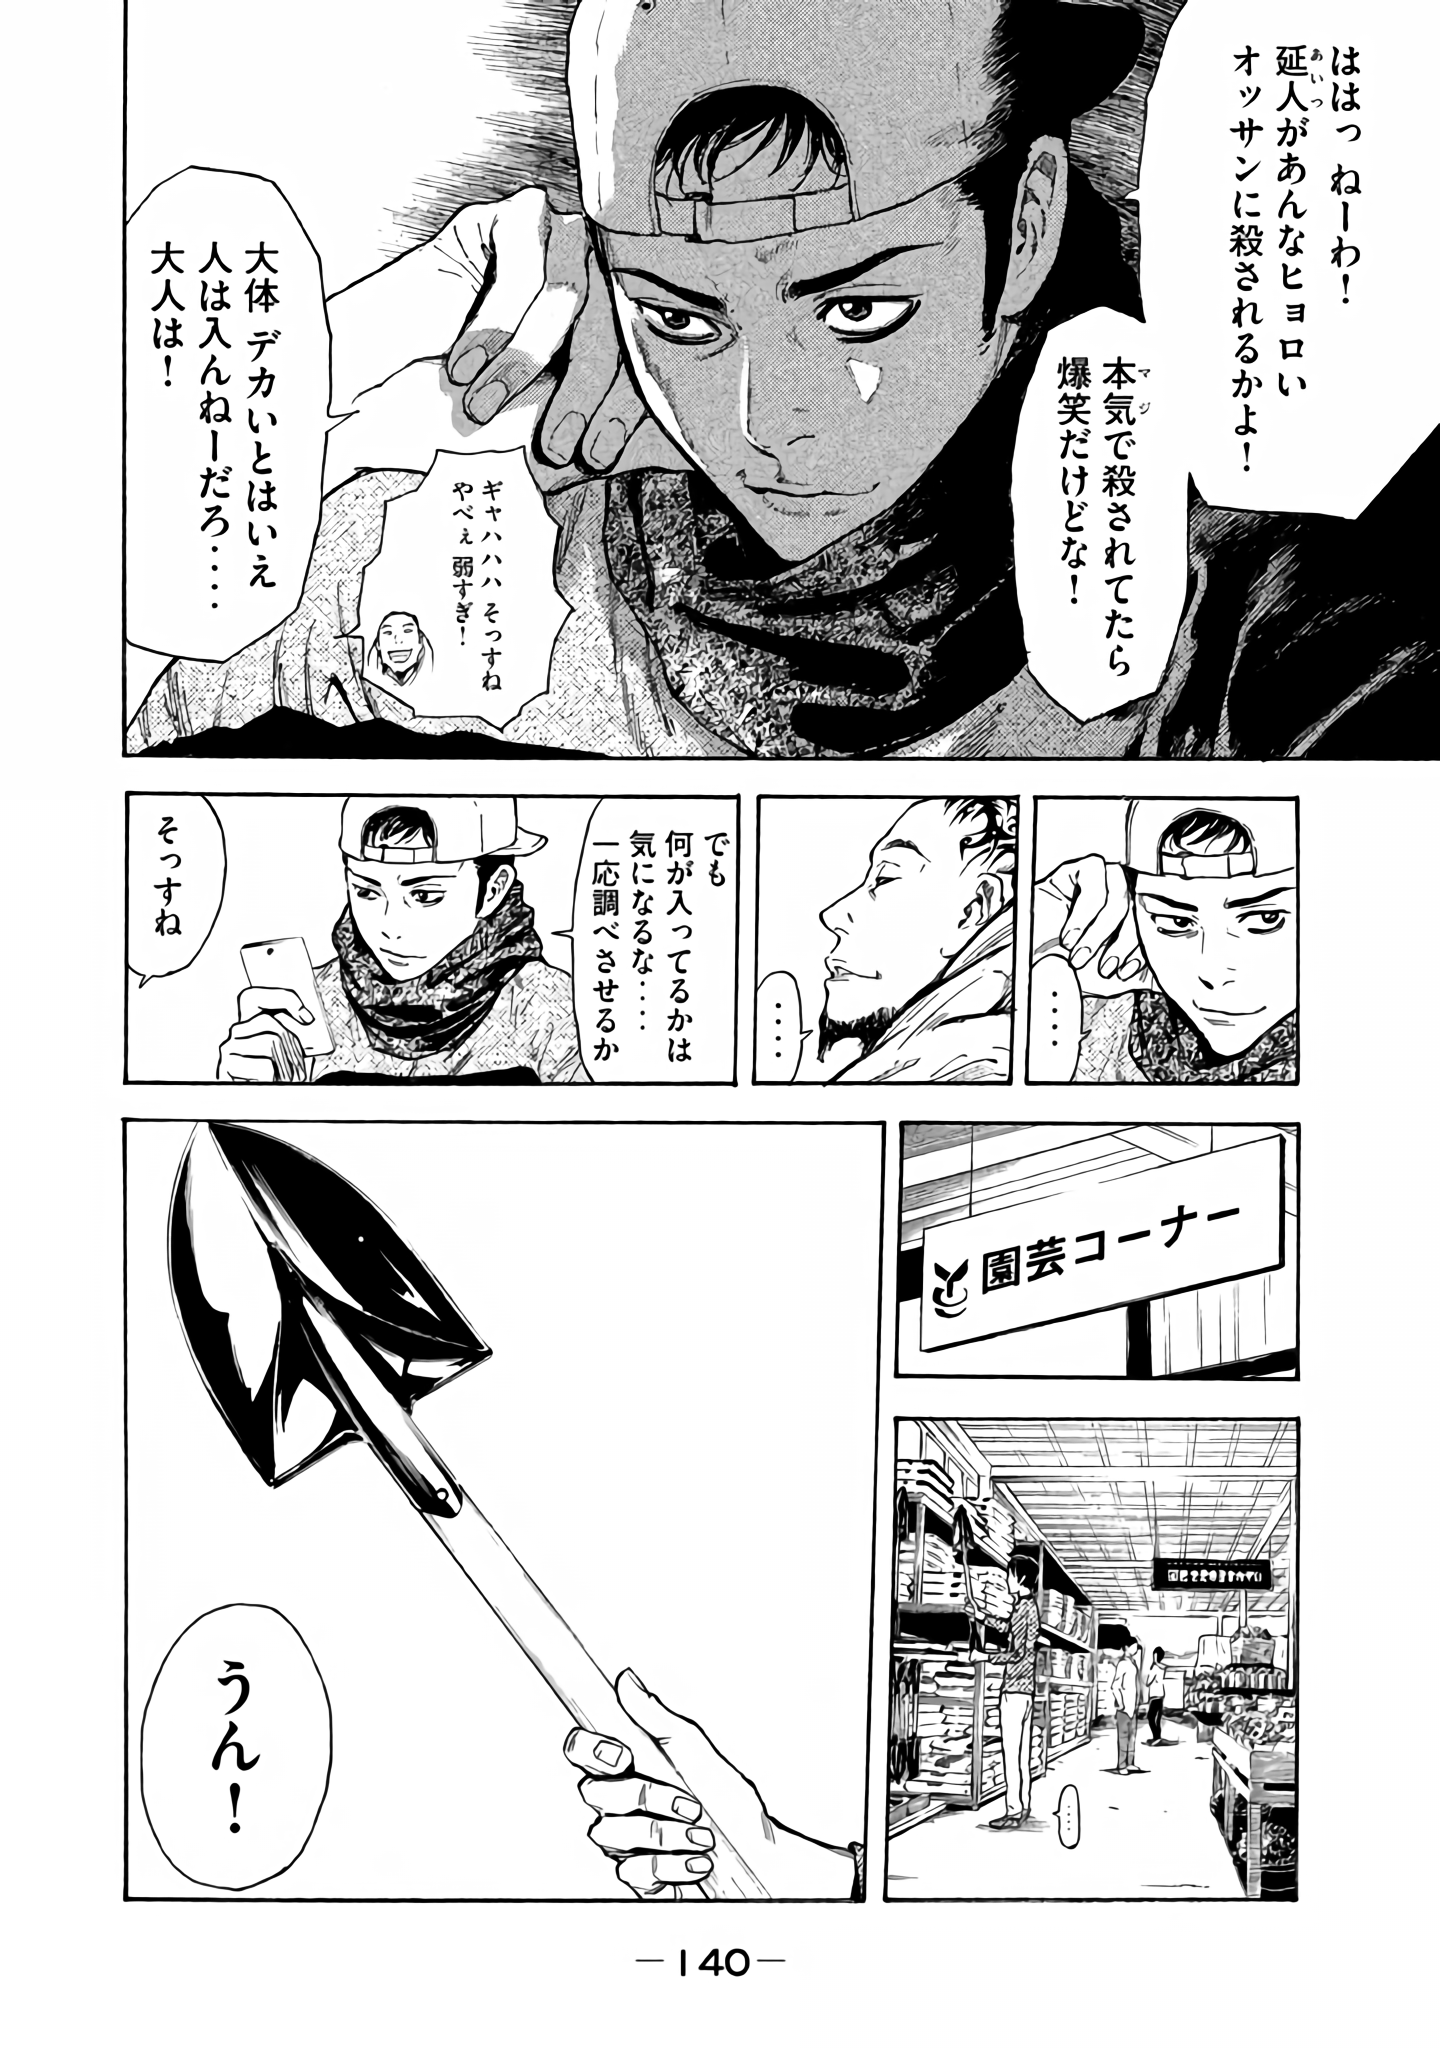 ははっ ねーわ！
延人があんなヒョロい
オッサンに殺されるかよ！
あいつ
本気で殺されてたら
爆笑だけどな！
マジ
ギャハハハ そっすね
やべぇ 弱すぎ！
大体 デカいとはいえ
人は入んねーだろ‥‥
大人は！
‥‥
‥‥
でも
何が入ってるかは
気になるな‥‥
一応調べさせるか
そっすね
園芸コーナー
‥‥
うん！
—140—